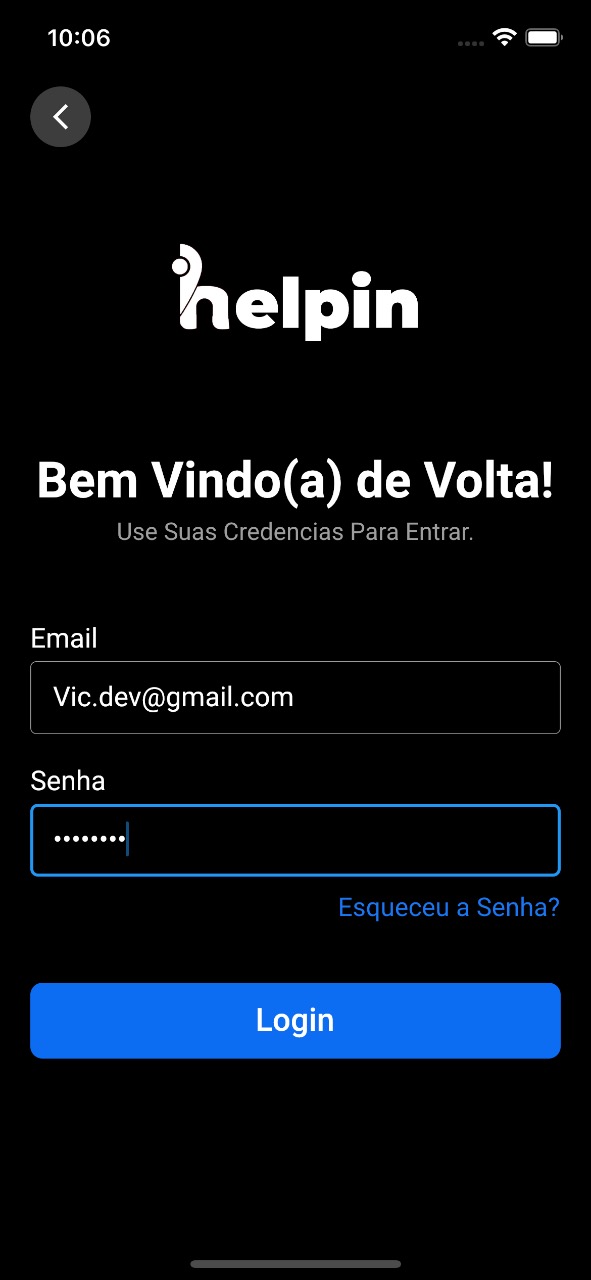 10:06
helpin
Bem Vindo(a) de Volta!
Use Suas Credencias Para Entrar.
Email
Vic.dev@gmail.com
Senha
••••••••
Esqueceu a Senha?
Login